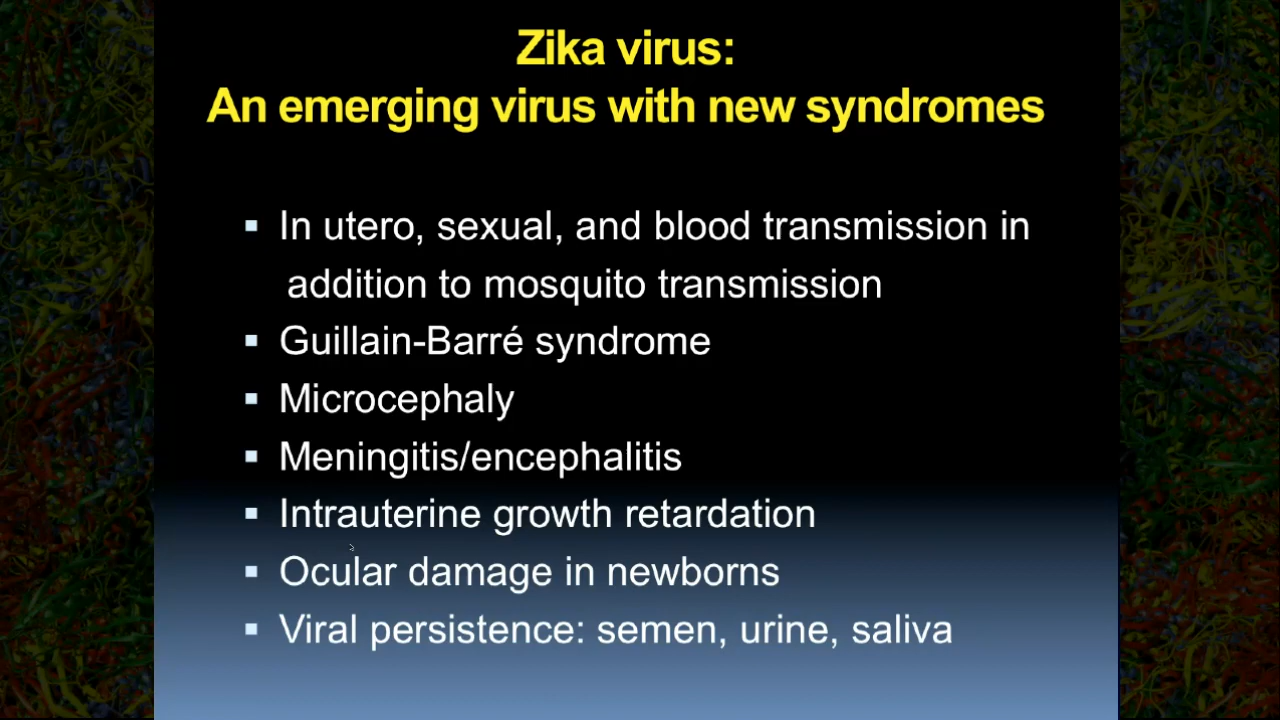 Zika virus:
An emerging virus with new syndromes
▪ In utero, sexual, and blood transmission in
addition to mosquito transmission
▪ Guillain-Barré syndrome
▪ Microcephaly
▪ Meningitis/encephalitis
▪ Intrauterine growth retardation
▪ Ocular damage in newborns
▪ Viral persistence: semen, urine, saliva